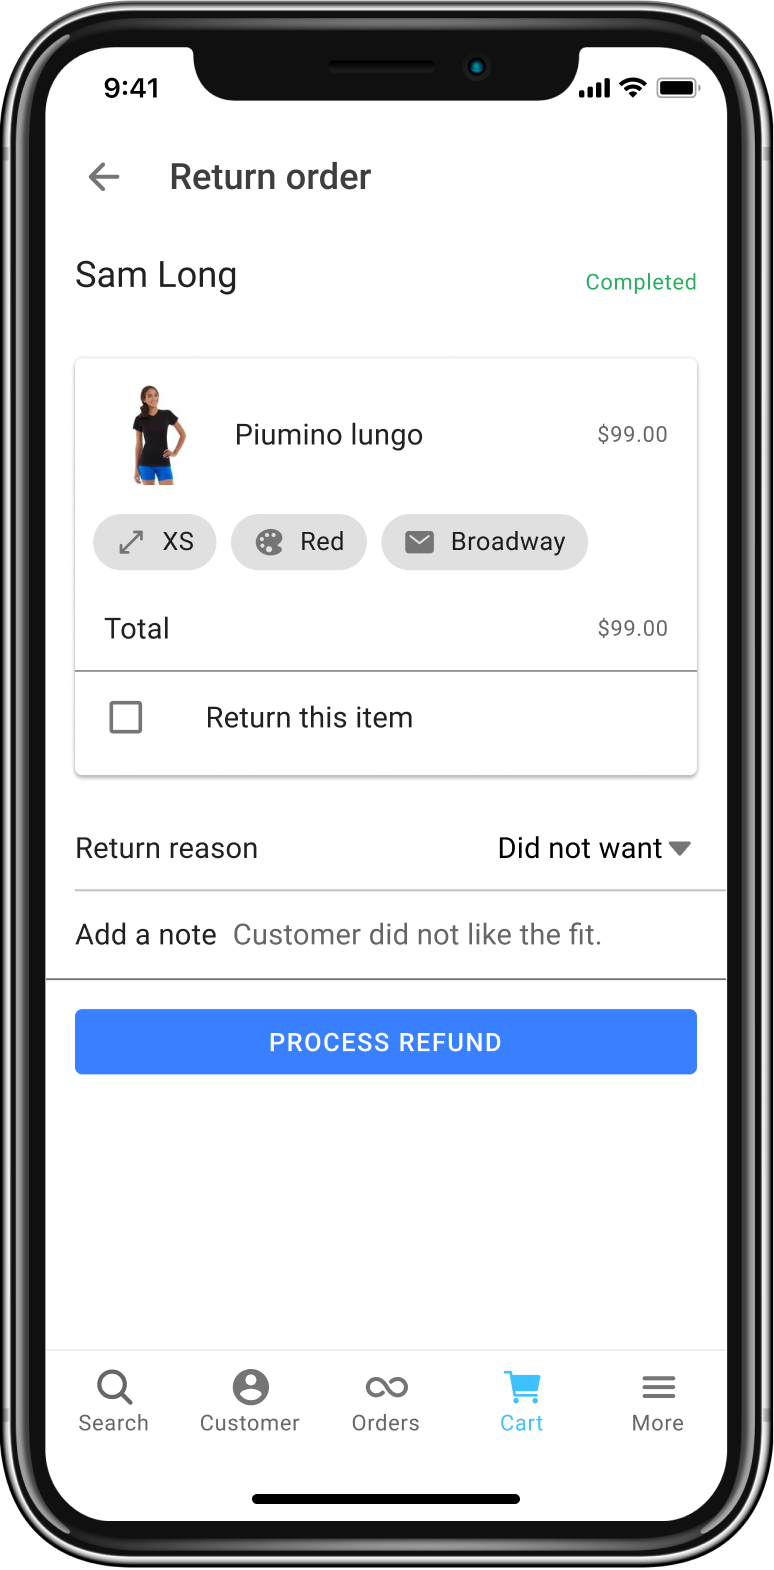 9:41
Return order
Sam Long
Completed
Piumino lungo $99.00
XS Red Broadway
Total $99.00
Return this item
Return reason Did not want
Add a note Customer did not like the fit.
PROCESS REFUND
Search Customer Orders Cart More